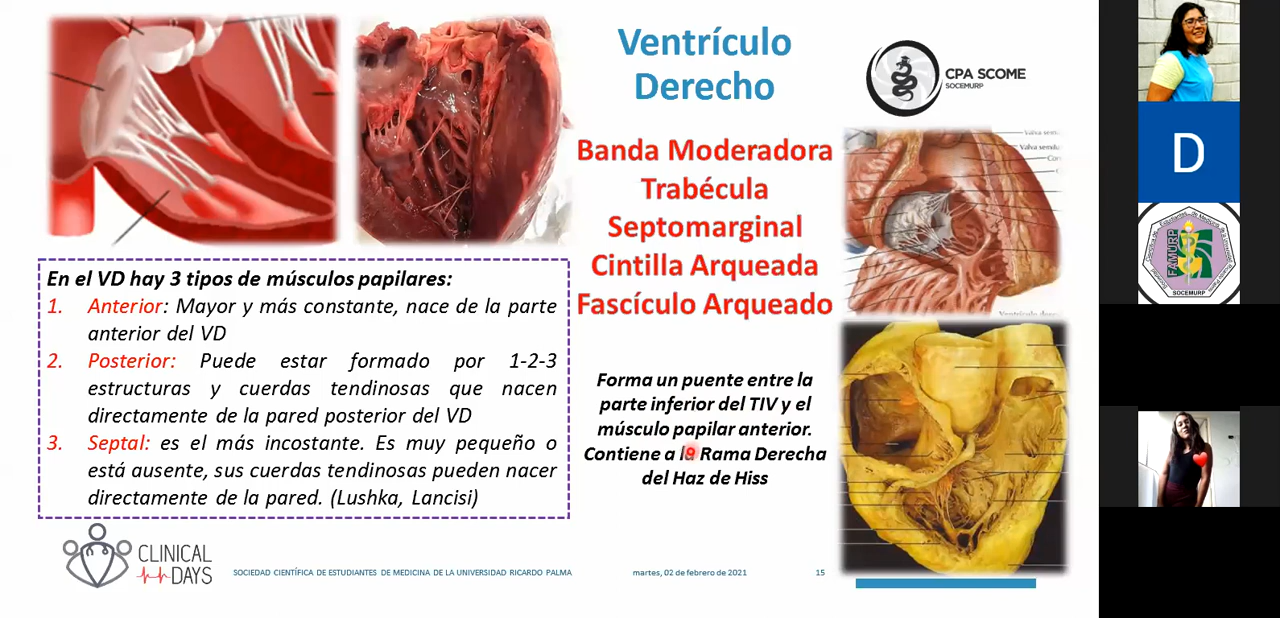 Ventrículo
Derecho
CPA SCOME
SOCEMURP
Banda Moderadora
Trabécula
Septomarginal
Cintilla Arqueada
Fascículo Arqueado
En el VD hay 3 tipos de músculos papilares:
1. Anterior: Mayor y más constante, nace de la parte
anterior del VD
2. Posterior: Puede estar formado por 1-2-3
estructuras y cuerdas tendinosas que nacen
directamente de la pared posterior del VD
3. Septal: es el más incostante. Es muy pequeño o
está ausente, sus cuerdas tendinosas pueden nacer
directamente de la pared. (Lushka, Lancisi)
Forma un puente entre la
parte inferior del TIV y el
músculo papilar anterior.
Contiene a la Rama Derecha
del Haz de Hiss
CLINICAL
DAYS
SOCIEDAD CIENTÍFICA DE ESTUDIANTES DE MEDICINA DE LA UNIVERSIDAD RICARDO PALMA
martes, 02 de febrero de 2021
15
D
FAMURP
SOCEMURP